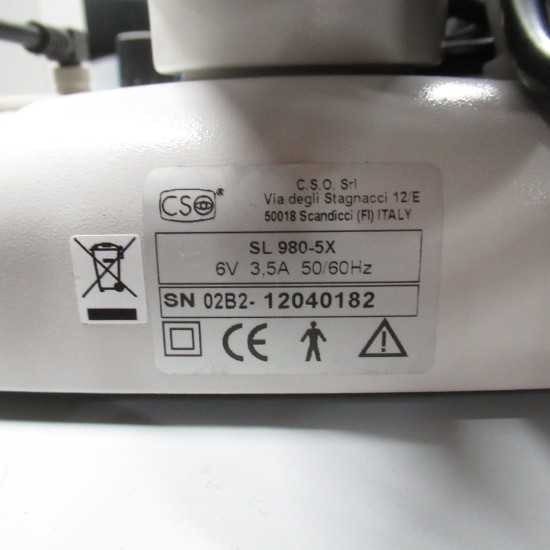 CSO®
C.S.O. Srl
Via degli Stagnacci 12/E
50018 Scandicci (FI) ITALY
SL 980-5X
6V 3,5A 50/60Hz
SN 02B2- 12040182
CE